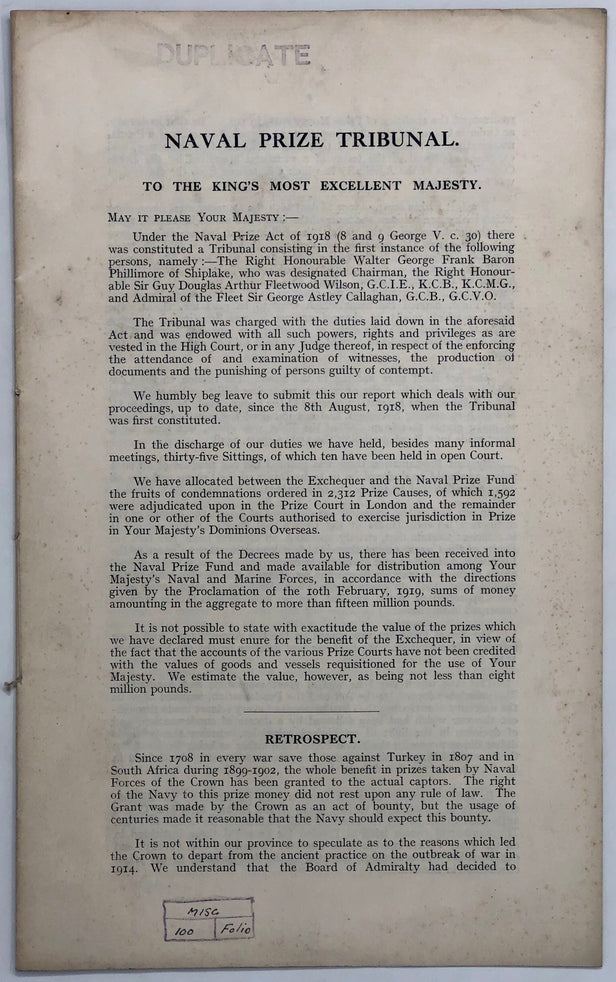 DUPLICATE
NAVAL PRIZE TRIBUNAL.
TO THE KING'S MOST EXCELLENT MAJESTY.
MAY IT PLEASE YOUR MAJESTY :—
Under the Naval Prize Act of 1918 (8 and 9 George V. c. 30) there
was constituted a Tribunal consisting in the first instance of the following
persons, namely :—The Right Honourable Walter George Frank Baron
Phillimore of Shiplake, who was designated Chairman, the Right Honour-
able Sir Guy Douglas Arthur Fleetwood Wilson, G.C.I.E., K.C.B., K.C.M.G.,
and Admiral of the Fleet Sir George Astley Callaghan, G.C.B., G.C.V.O.
The Tribunal was charged with the duties laid down in the aforesaid
Act and was endowed with all such powers, rights and privileges as are
vested in the High Court, or in any Judge thereof, in respect of the enforcing
the attendance of and examination of witnesses, the production of
documents and the punishing of persons guilty of contempt.
We humbly beg leave to submit this our report which deals with our
proceedings, up to date, since the 8th August, 1918, when the Tribunal
was first constituted.
In the discharge of our duties we have held, besides many informal
meetings, thirty-five Sittings, of which ten have been held in open Court.
We have allocated between the Exchequer and the Naval Prize Fund
the fruits of condemnations ordered in 2,312 Prize Causes, of which 1,592
were adjudicated upon in the Prize Court in London and the remainder
in one or other of the Courts authorised to exercise jurisdiction in Prize
in Your Majesty's Dominions Overseas.
As a result of the Decrees made by us, there has been received into
the Naval Prize Fund and made available for distribution among Your
Majesty's Naval and Marine Forces, in accordance with the directions
given by the Proclamation of the 10th February, 1919, sums of money
amounting in the aggregate to more than fifteen million pounds.
It is not possible to state with exactitude the value of the prizes which
we have declared must enure for the benefit of the Exchequer, in view of
the fact that the accounts of the various Prize Courts have not been credited
with the values of goods and vessels requisitioned for the use of Your
Majesty. We estimate the value, however, as being not less than eight
million pounds.
RETROSPECT.
Since 1708 in every war save those against Turkey in 1807 and in
South Africa during 1899-1902, the whole benefit in prizes taken by Naval
Forces of the Crown has been granted to the actual captors. The right
of the Navy to this prize money did not rest upon any rule of law. The
Grant was made by the Crown as an act of bounty, but the usage of
centuries made it reasonable that the Navy should expect this bounty.
It is not within our province to speculate as to the reasons which led
the Crown to depart from the ancient practice on the outbreak of war in
1914. We understand that the Board of Admiralty had decided to
MISC
100 Folio